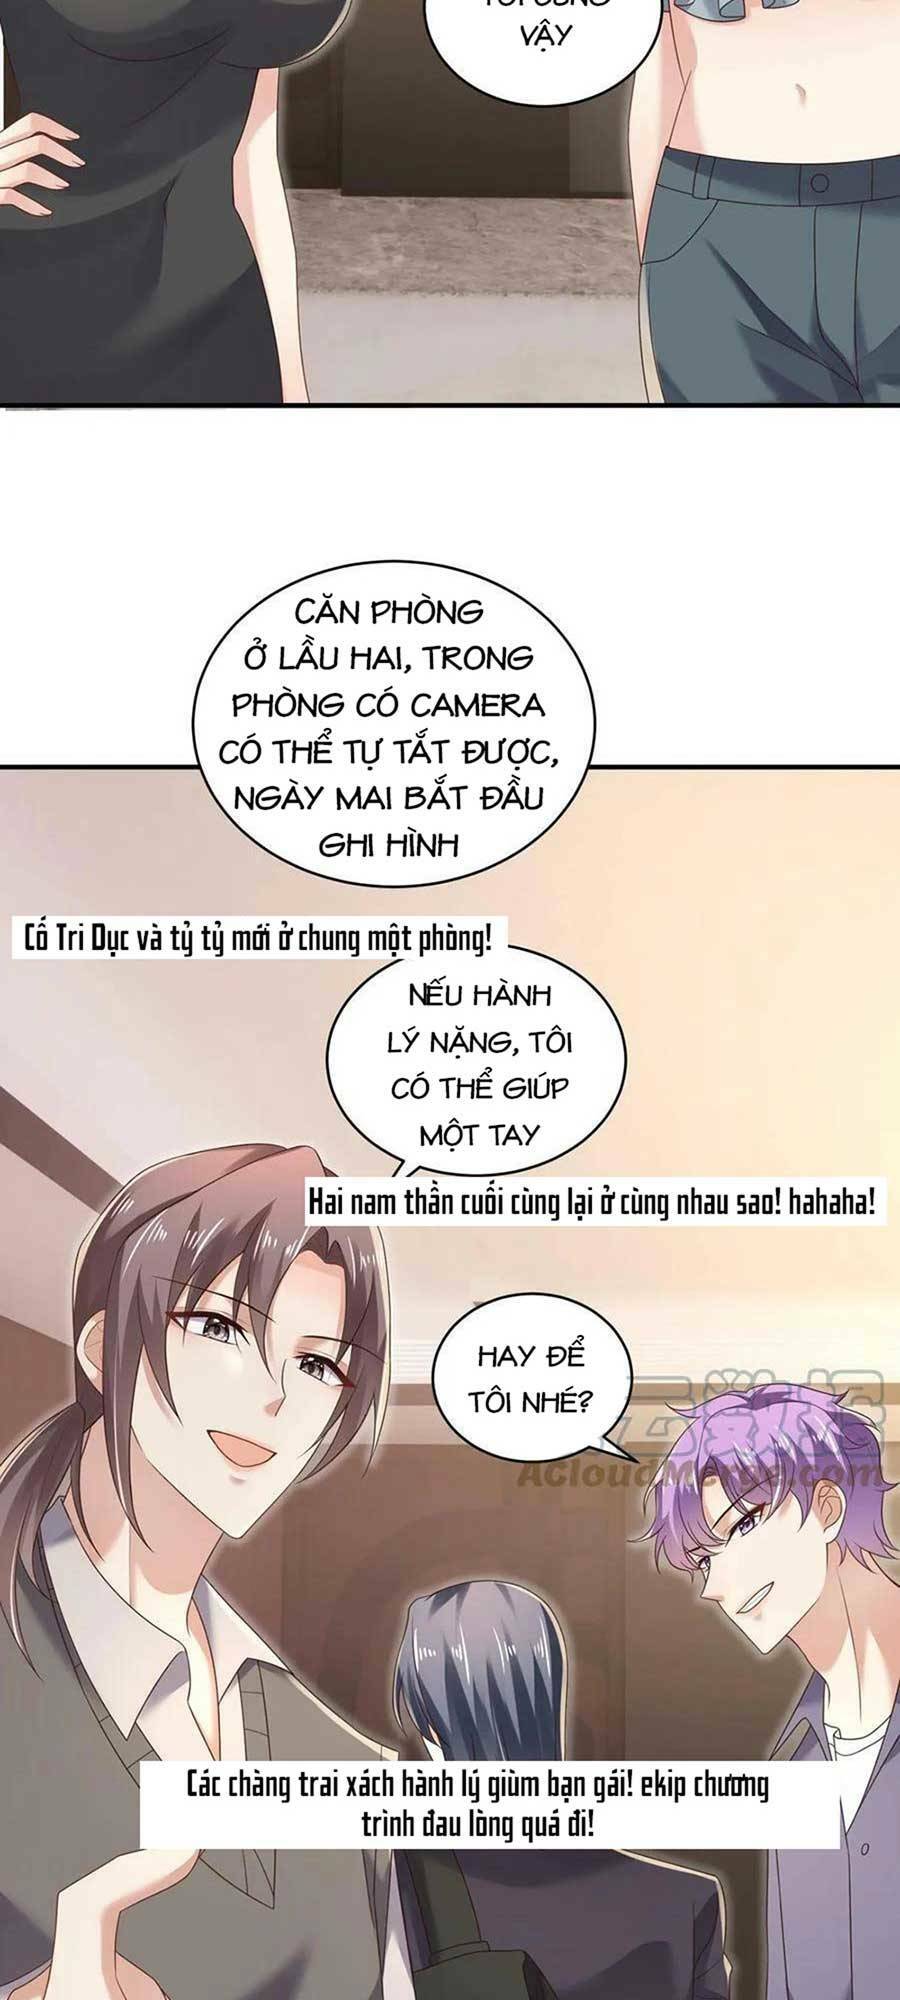 VẬY
CĂN PHÒNG
Ở LẦU HAI, TRONG
PHÒNG CÓ CAMERA
CÓ THỂ TỰ TẮT ĐƯỢC,
NGÀY MAI BẮT ĐẦU
GHI HÌNH
Cố Tri Dục và tỷ tỷ mới ở chung một phòng!
NẾU HÀNH
LÝ NẶNG, TÔI
CÓ THỂ GIÚP
MỘT TAY
Hai nam thần cuối cùng lại ở cùng nhau sao! hahaha!
HAY ĐỂ
TÔI NHÉ?
AcloudMerge.com
Các chàng trai xách hành lý giùm bạn gái! ekip chương
trình đau lòng quá đi!